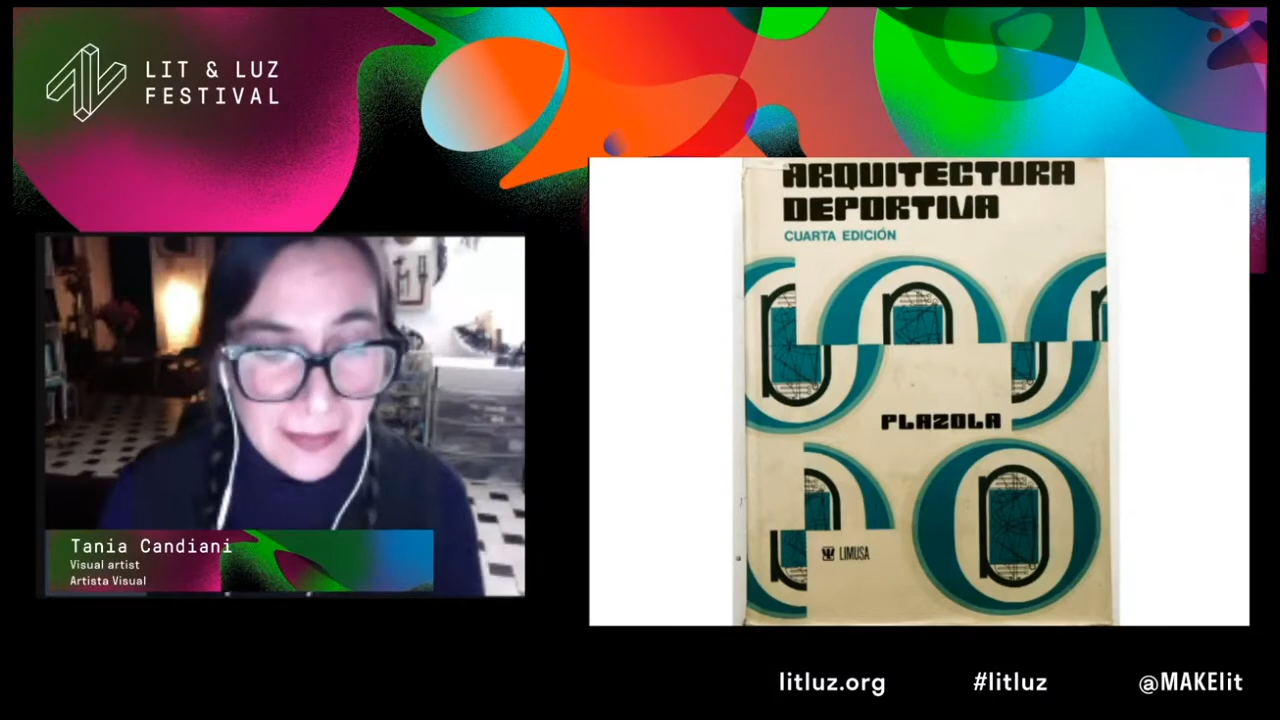 LIT & LUZ
FESTIVAL
ARQUITECTURA
DEPORTIVA
CUARTA EDICIÓN
PLAZOLA
LIMUSA
Tania Candiani
Visual artist
Artista Visual
litluz.org
#litluz
@MAKElit